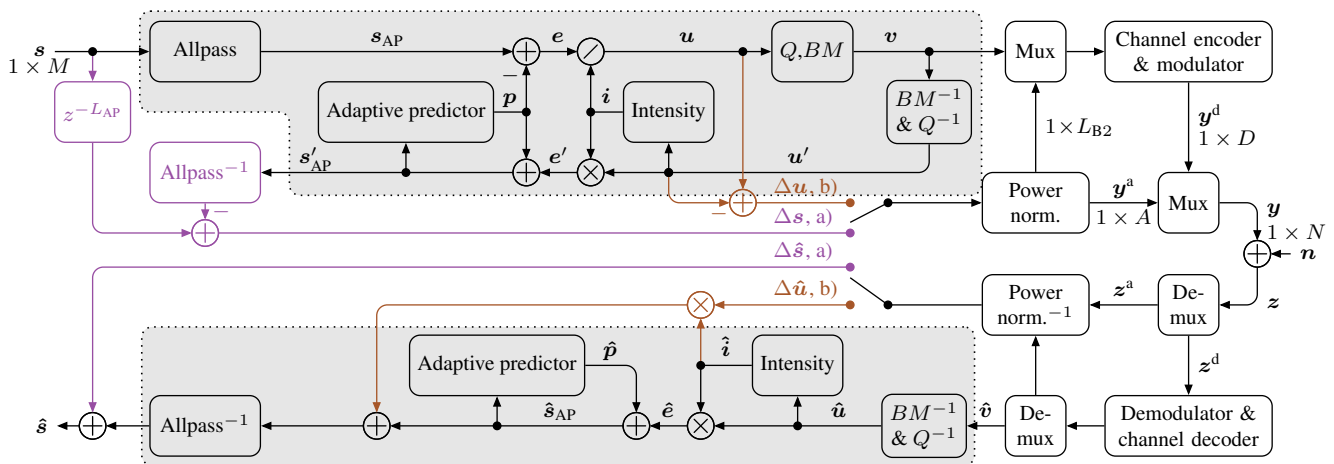 s
1 × M
Allpass
s_AP
e
u
Q,BM
v
Mux
Channel encoder
& modulator
−
z^{−L_AP}
Adaptive predictor
p
i
Intensity
BM^{−1}
& Q^{−1}
1×L_B2
y^d
1 × D
Allpass^{−1}
s′_AP
e′
u′
−
−
Δu, b)
Δs, a)
Power
norm.
y^a
1 × A
Mux
y
1 × N
n
Δŝ, a)
Δû, b)
Power
norm.^{−1}
z^a
De-
mux
z
Adaptive predictor
p̂
î
Intensity
z^d
ŝ
Allpass^{−1}
ŝ_AP
ê
û
BM^{−1}
& Q^{−1}
v̂
De-
mux
Demodulator &
channel decoder